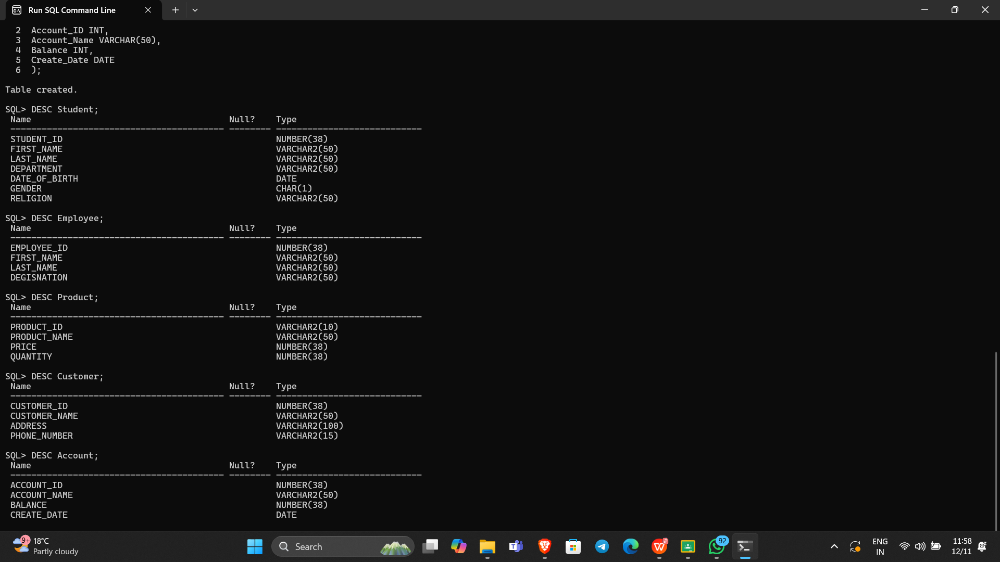 Run SQL Command Line
2 Account_ID INT,
3 Account_Name VARCHAR(50),
4 Balance INT,
5 Create_Date DATE
6 );
Table created.
SQL> DESC Student;
Name Null? Type
----------------------------------------- -------- ----------------------------
STUDENT_ID NUMBER(38)
FIRST_NAME VARCHAR2(50)
LAST_NAME VARCHAR2(50)
DEPARTMENT VARCHAR2(50)
DATE_OF_BIRTH DATE
GENDER CHAR(1)
RELIGION VARCHAR2(50)
SQL> DESC Employee;
Name Null? Type
----------------------------------------- -------- ----------------------------
EMPLOYEE_ID NUMBER(38)
FIRST_NAME VARCHAR2(50)
LAST_NAME VARCHAR2(50)
DEGISNATION VARCHAR2(50)
SQL> DESC Product;
Name Null? Type
----------------------------------------- -------- ----------------------------
PRODUCT_ID VARCHAR2(10)
PRODUCT_NAME VARCHAR2(50)
PRICE NUMBER(38)
QUANTITY NUMBER(38)
SQL> DESC Customer;
Name Null? Type
----------------------------------------- -------- ----------------------------
CUSTOMER_ID NUMBER(38)
CUSTOMER_NAME VARCHAR2(50)
ADDRESS VARCHAR2(100)
PHONE_NUMBER VARCHAR2(15)
SQL> DESC Account;
Name Null? Type
----------------------------------------- -------- ----------------------------
ACCOUNT_ID NUMBER(38)
ACCOUNT_NAME VARCHAR2(50)
BALANCE NUMBER(38)
CREATE_DATE DATE
9+ 18°C
Partly cloudy
Search
92
ENG
IN
11:58
12/11